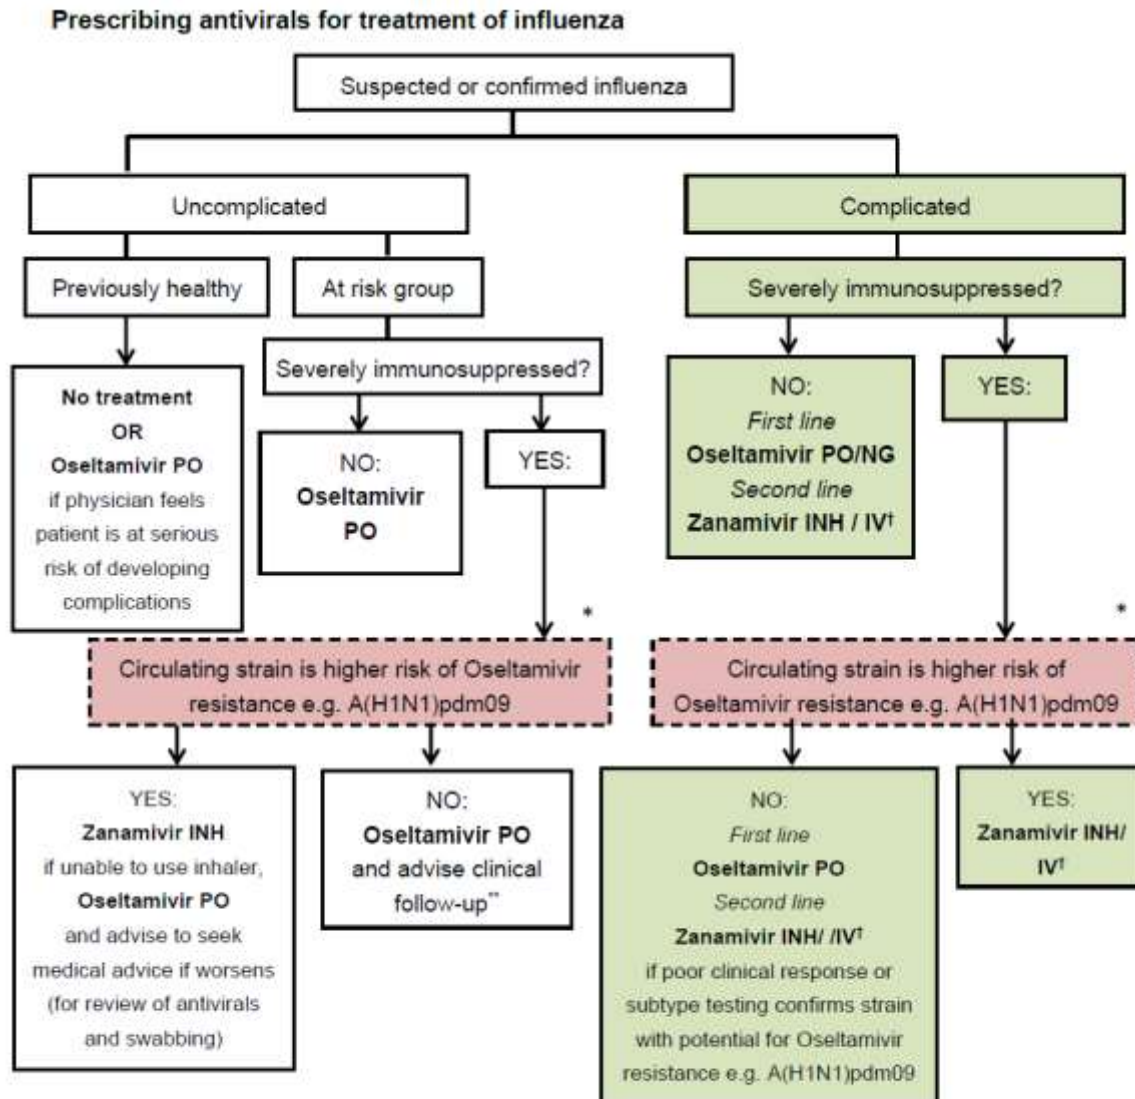 Prescribing antivirals for treatment of influenza
Suspected or confirmed influenza
Uncomplicated
Complicated
Previously healthy
At risk group
Severely immunosuppressed?
Severely immunosuppressed?
No treatment
OR
Oseltamivir PO
if physician feels
patient is at serious
risk of developing
complications
NO:
Oseltamivir
PO
YES:
NO:
First line
Oseltamivir PO/NG
Second line
Zanamivir INH / IV†
YES:
*
*
Circulating strain is higher risk of Oseltamivir
resistance e.g. A(H1N1)pdm09
Circulating strain is higher risk of
Oseltamivir resistance e.g. A(H1N1)pdm09
YES:
Zanamivir INH
if unable to use inhaler,
Oseltamivir PO
and advise to seek
medical advice if worsens
(for review of antivirals
and swabbing)
NO:
Oseltamivir PO
and advise clinical
follow-up**
NO:
First line
Oseltamivir PO
Second line
Zanamivir INH/ /IV†
if poor clinical response or
subtype testing confirms strain
with potential for Oseltamivir
resistance e.g. A(H1N1)pdm09
YES:
Zanamivir INH/
IV†